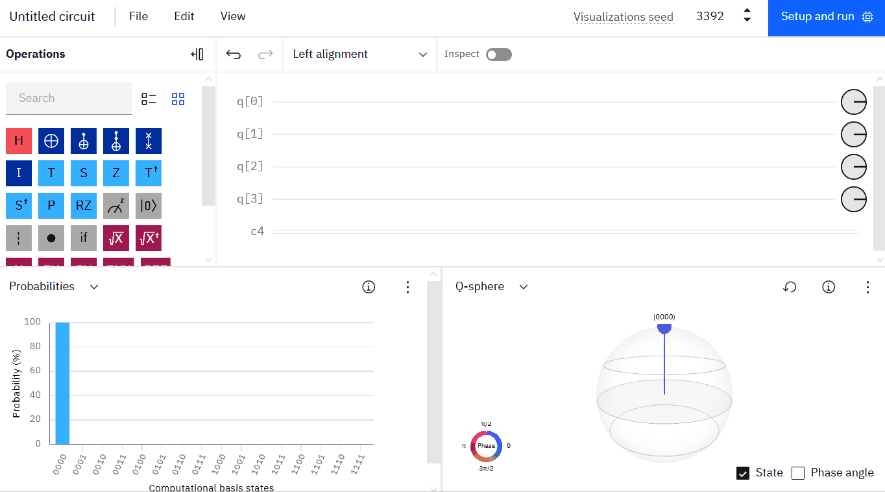 Untitled circuit File Edit View Visualizations seed 3392 Setup and run
Operations Left alignment Inspect
Search
H
I T S Z T†
S† P RZ z |0⟩
if √X √X†
q[0]
q[1]
q[2]
q[3]
c4
Probabilities
Probability (%)
100
80
60
40
20
0
0000 0001 0010 0011 0100 0101 0110 0111 1000 1001 1010 1011 1100 1101 1110 1111
Computational basis states
Q-sphere
|0000⟩
π/2
π Phase 0
3π/2
State Phase angle